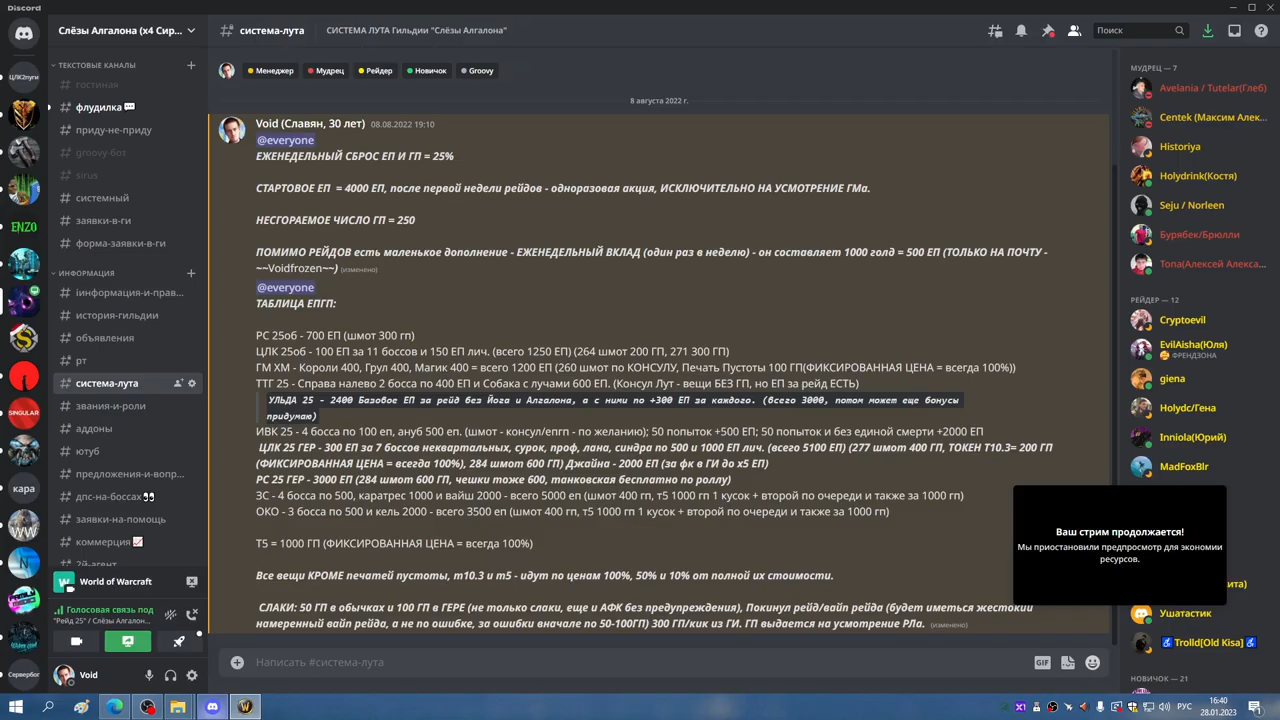 Discord
Слёзы Алгалона (x4 Сир...
система-лута
СИСТЕМА ЛУТА Гильдии "Слёзы Алгалона"
Поиск
ЦЛК2пуги
ENZO
SINGULAR
кара
WW
Сервербог
ТЕКСТОВЫЕ КАНАЛЫ
гостиная
флудилка 💬
приду-не-приду
groovy-бот
sirus
системный
заявки-в-ги
форма-заявки-в-ги
ИНФОРМАЦИЯ
ⅰинформация-и-прав...
история-гильдии
объявления
рт
система-лута
звания-и-роли
аддоны
ютуб
предложения-и-вопр...
дпс-на-боссах 👀
заявки-на-помощь
коммерция 📈
2й-агент
World of Warcraft
Голосовая связь под
"Рейд 25" / Слёзы Алгалон...
Void
Менеджер
Мудрец
Рейдер
Новичок
Groovy
8 августа 2022 г.
Void (Славян, 30 лет) 08.08.2022 19:10
@everyone
ЕЖЕНЕДЕЛЬНЫЙ СБРОС ЕП И ГП = 25%
СТАРТОВОЕ ЕП = 4000 ЕП, после первой недели рейдов - одноразовая акция, ИСКЛЮЧИТЕЛЬНО НА УСМОТРЕНИЕ ГМа.
НЕСГОРАЕМОЕ ЧИСЛО ГП = 250
ПОМИМО РЕЙДОВ есть маленькое дополнение - ЕЖЕНЕДЕЛЬНЫЙ ВКЛАД (один раз в неделю) - он составляет 1000 голд = 500 ЕП (ТОЛЬКО НА ПОЧТУ -
~~Voidfrozen~~) (изменено)
@everyone
ТАБЛИЦА ЕПГП:
РС 25об - 700 ЕП (шмот 300 гп)
ЦЛК 25об - 100 ЕП за 11 боссов и 150 ЕП лич. (всего 1250 ЕП) (264 шмот 200 ГП, 271 300 ГП)
ГМ ХМ - Короли 400, Грул 400, Магик 400 = всего 1200 ЕП (260 шмот по КОНСУЛУ, Печать Пустоты 100 ГП(ФИКСИРОВАННАЯ ЦЕНА = всегда 100%))
ТТГ 25 - Справа налево 2 босса по 400 ЕП и Собака с лучами 600 ЕП. (Консул Лут - вещи БЕЗ ГП, но ЕП за рейд ЕСТЬ)
УЛЬДА 25 - 2400 Базовое ЕП за рейд без Йога и Алгалона, а с ними по +300 ЕП за каждого. (всего 3000, потом может еще бонусы
придумаю)
ИВК 25 - 4 босса по 100 еп, ануб 500 еп. (шмот - консул/епгп - по желанию); 50 попыток +500 ЕП; 50 попыток и без единой смерти +2000 ЕП
ЦЛК 25 ГЕР - 300 ЕП за 7 боссов неквартальных, сурок, проф, лана, синдра по 500 и 1000 ЕП лич. (всего 5100 ЕП) (277 шмот 400 ГП, ТОКЕН Т10.3= 200 ГП
(ФИКСИРОВАННАЯ ЦЕНА = всегда 100%), 284 шмот 600 ГП) Джайна - 2000 ЕП (за фк в ГИ до х5 ЕП)
РС 25 ГЕР - 3000 ЕП (284 шмот 600 ГП, чешки тоже 600, танковская бесплатно по роллу)
ЗС - 4 босса по 500, каратрес 1000 и вайш 2000 - всего 5000 еп (шмот 400 гп, т5 1000 гп 1 кусок + второй по очереди и также за 1000 гп)
ОКО - 3 босса по 500 и кель 2000 - всего 3500 еп (шмот 400 гп, т5 1000 гп 1 кусок + второй по очереди и также за 1000 гп)
Т5 = 1000 ГП (ФИКСИРОВАННАЯ ЦЕНА = всегда 100%)
Все вещи КРОМЕ печатей пустоты, т10.3 и т5 - идут по ценам 100%, 50% и 10% от полной их стоимости.
СЛАКИ: 50 ГП в обычках и 100 ГП в ГЕРЕ (не только слаки, еще и АФК без предупреждения), Покинул рейд/вайп рейда (будет иметься жестокий
намеренный вайп рейда, а не по ошибке, за ошибки вначале по 50-100ГП) 300 ГП/кик из ГИ. ГП выдается на усмотрение РЛа. (изменено)
Написать #система-лута
GIF
МУДРЕЦ — 7
Avelania / Tutelar(Глеб)
Centek (Максим Алек...
Historiya
Holydrink(Костя)
Seju / Norleen
Бурябек/Брюлли
Топа(Алексей Алекса...
РЕЙДЕР — 12
Cryptoevil
EvilAisha(Юля)
ФРЕНДЗОНА
giena
Holydc/Гена
Inniola(Юрий)
MadFoxBlr
Ваш стрим продолжается!
Мы приостановили предпросмотр для экономии
ресурсов.
ита)
Ушатастик
♿Trolld[Old Kisa]♿
НОВИЧОК — 21
РУС
16:40
28.01.2023